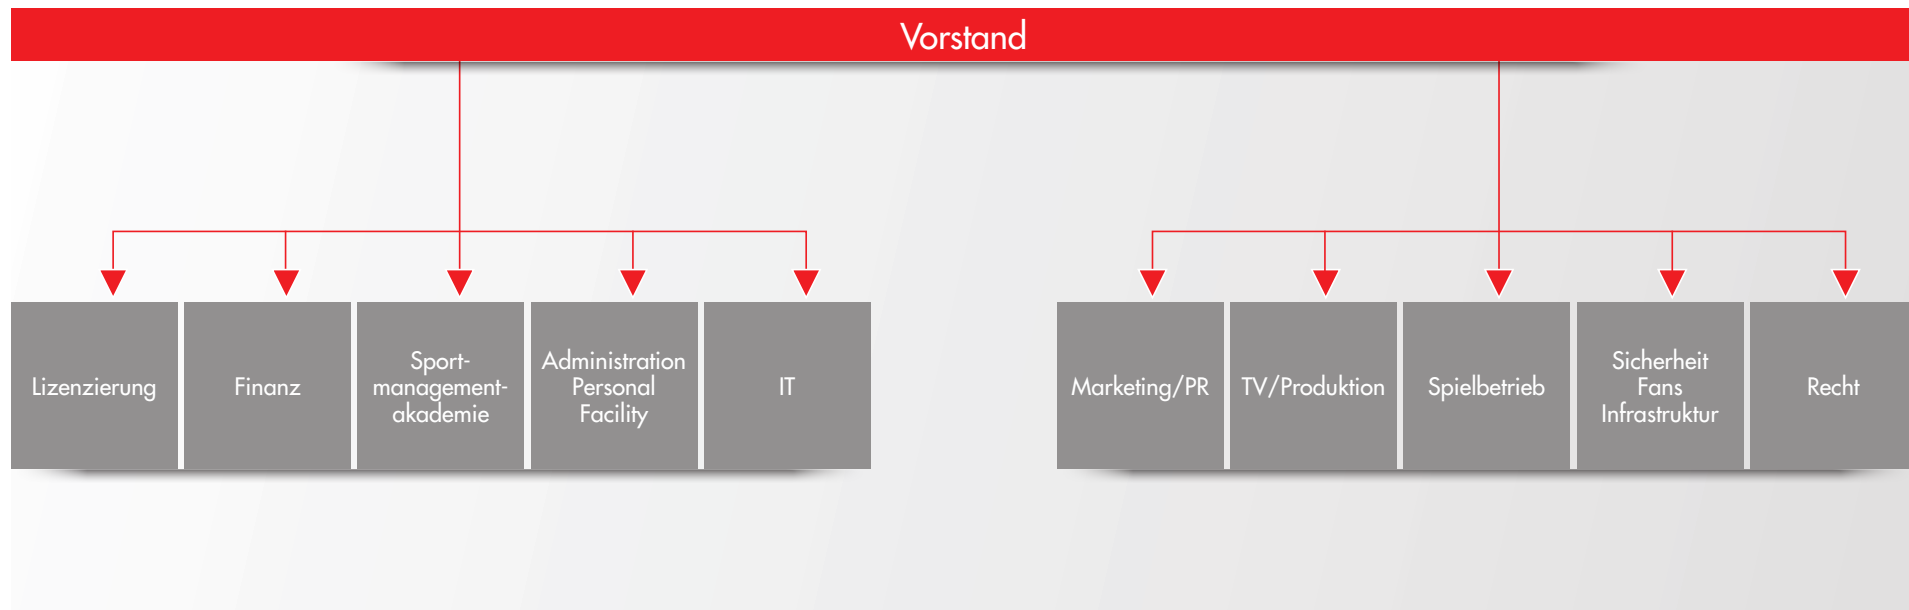 Vorstand
Lizenzierung
Finanz
Sport-
management-
akademie
Administration
Personal
Facility
IT
Marketing/PR
TV/Produktion
Spielbetrieb
Sicherheit
Fans
Infrastruktur
Recht